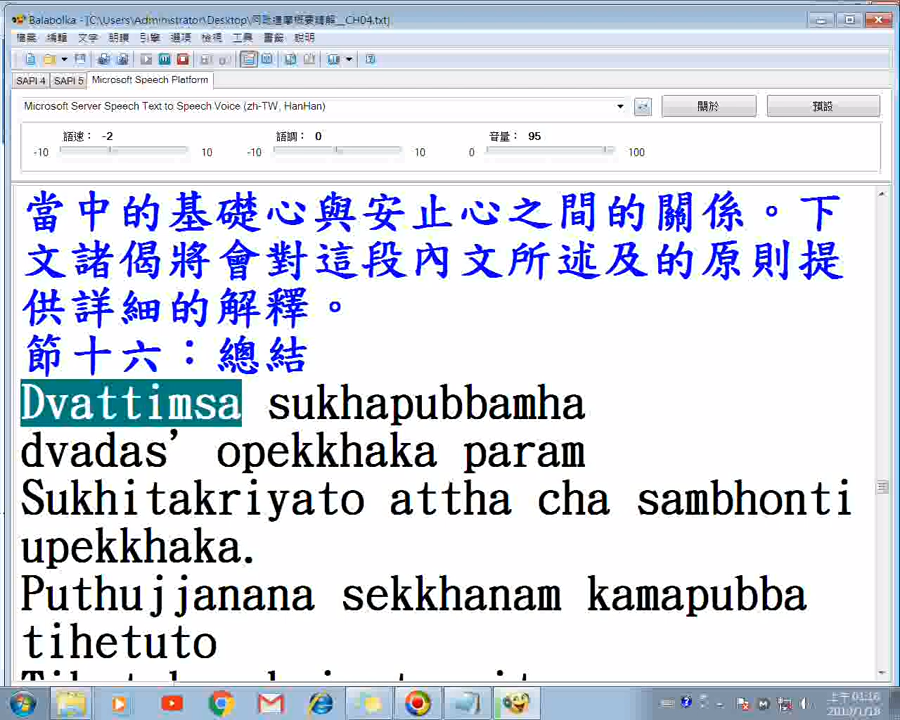 Balabolka - [C:\Users\Administrator\Desktop\阿毗達摩概要精解__CH04.txt]
檔案 編輯 文字 朗讀 引擎 選項 檢視 工具 書籤 說明
SAPI 4 SAPI 5 Microsoft Speech Platform
Microsoft Server Speech Text to Speech Voice (zh-TW, HanHan) 關於 預設
語速： -2 語調： 0 音量： 95
-10 10 -10 10 0 100
當中的基礎心與安止心之間的關係。下
文諸偈將會對這段內文所述及的原則提
供詳細的解釋。
節十六：總結
Dvattimsa sukhapubbamha
dvadas’ opekkhaka param
Sukhitakriyato attha cha sambhonti
upekkhaka.
Puthujjanana sekkhanam kamapubba
tihetuto
上午 01:16
2019/1/18